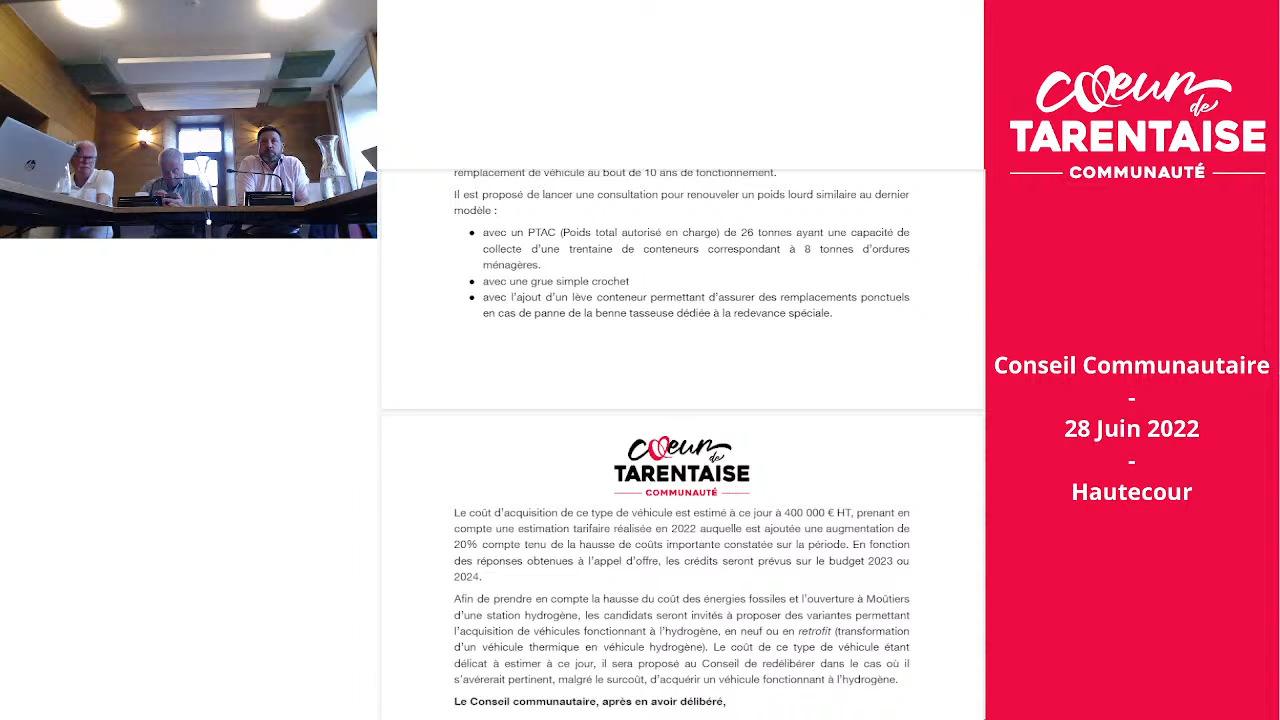 remplacement de véhicule au bout de 10 ans de fonctionnement.
Il est proposé de lancer une consultation pour renouveler un poids lourd similaire au dernier
modèle :
● avec un PTAC (Poids total autorisé en charge) de 26 tonnes ayant une capacité de
collecte d'une trentaine de conteneurs correspondant à 8 tonnes d'ordures
ménagères.
● avec une grue simple crochet
● avec l'ajout d'un lève conteneur permettant d'assurer des remplacements ponctuels
en cas de panne de la benne tasseuse dédiée à la redevance spéciale.
Cœur de
TARENTAISE
COMMUNAUTÉ
Le coût d'acquisition de ce type de véhicule est estimé à ce jour à 400 000 € HT, prenant en
compte une estimation tarifaire réalisée en 2022 auquelle est ajoutée une augmentation de
20% compte tenu de la hausse de coûts importante constatée sur la période. En fonction
des réponses obtenues à l'appel d'offre, les crédits seront prévus sur le budget 2023 ou
2024.
Afin de prendre en compte la hausse du coût des énergies fossiles et l'ouverture à Moûtiers
d'une station hydrogène, les candidats seront invités à proposer des variantes permettant
l'acquisition de véhicules fonctionnant à l'hydrogène, en neuf ou en retrofit (transformation
d'un véhicule thermique en véhicule hydrogène). Le coût de ce type de véhicule étant
délicat à estimer à ce jour, il sera proposé au Conseil de redélibérer dans le cas où il
s'avérerait pertinent, malgré le surcoût, d'acquérir un véhicule fonctionnant à l'hydrogène.
Le Conseil communautaire, après en avoir délibéré,
Cœur de
TARENTAISE
COMMUNAUTÉ
Conseil Communautaire
-
28 Juin 2022
-
Hautecour